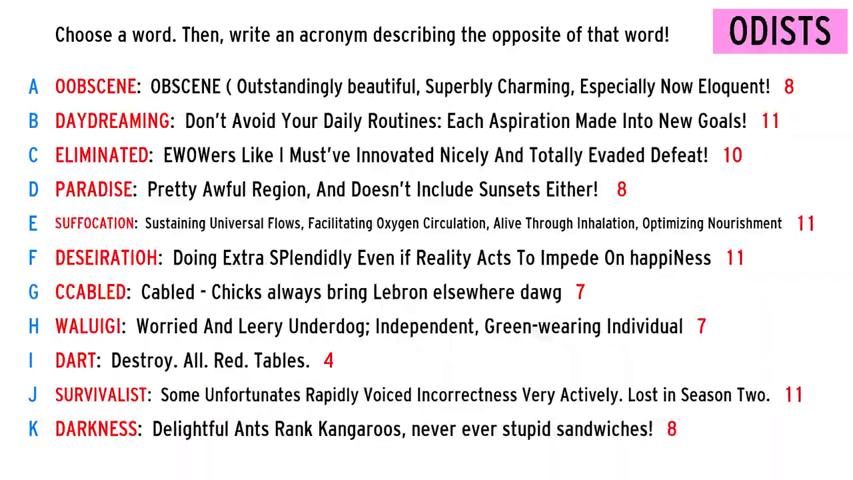 Choose a word. Then, write an acronym describing the opposite of that word!
ODISTS
A OOBSCENE: OBSCENE ( Outstandingly beautiful, Superbly Charming, Especially Now Eloquent! 8
B DAYDREAMING: Don't Avoid Your Daily Routines: Each Aspiration Made Into New Goals! 11
C ELIMINATED: EWOWers Like I Must've Innovated Nicely And Totally Evaded Defeat! 10
D PARADISE: Pretty Awful Region, And Doesn't Include Sunsets Either! 8
E SUFFOCATION: Sustaining Universal Flows, Facilitating Oxygen Circulation, Alive Through Inhalation, Optimizing Nourishment 11
F DESEIRATIOH: Doing Extra SPlendidly Even if Reality Acts To Impede On happiNess 11
G CCABLED: Cabled - Chicks always bring Lebron elsewhere dawg 7
H WALUIGI: Worried And Leery Underdog; Independent, Green-wearing Individual 7
I DART: Destroy. All. Red. Tables. 4
J SURVIVALIST: Some Unfortunates Rapidly Voiced Incorrectness Very Actively. Lost in Season Two. 11
K DARKNESS: Delightful Ants Rank Kangaroos, never ever stupid sandwiches! 8